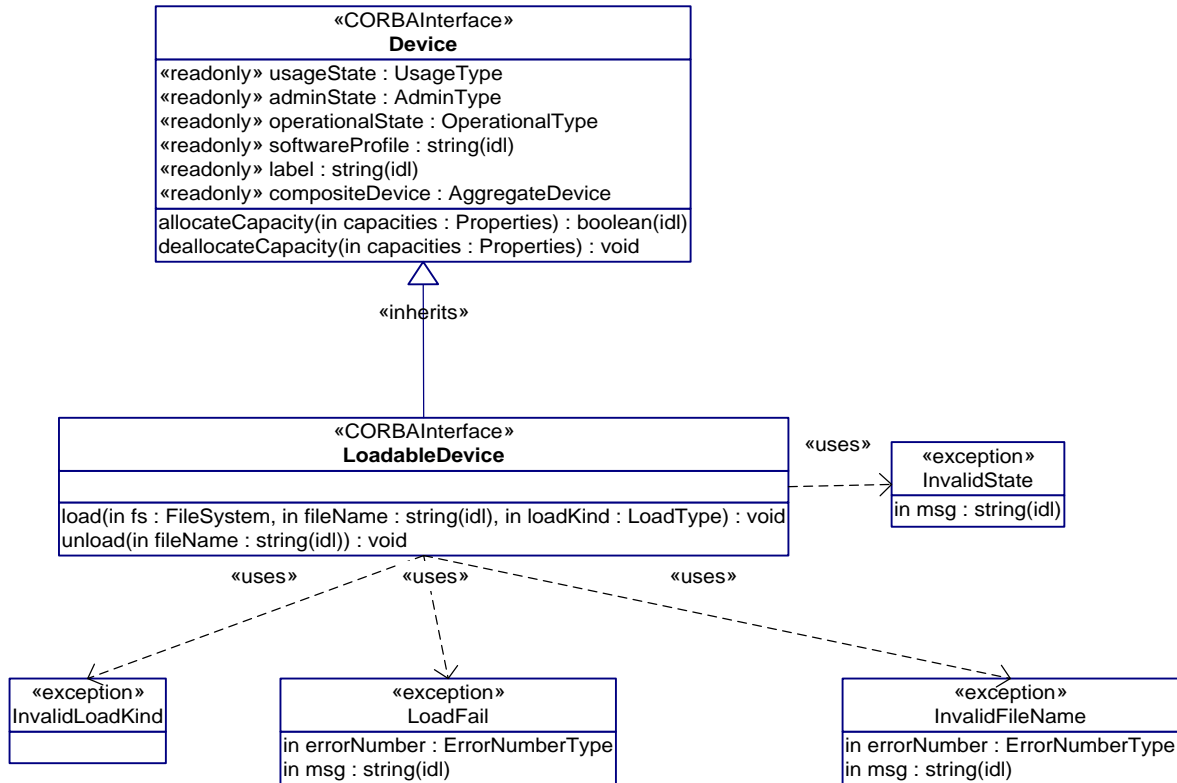 «CORBAInterface»
Device
«readonly» usageState : UsageType
«readonly» adminState : AdminType
«readonly» operationalState : OperationalType
«readonly» softwareProfile : string(idl)
«readonly» label : string(idl)
«readonly» compositeDevice : AggregateDevice
allocateCapacity(in capacities : Properties) : boolean(idl)
deallocateCapacity(in capacities : Properties) : void
«inherits»
«CORBAInterface»
LoadableDevice
load(in fs : FileSystem, in fileName : string(idl), in loadKind : LoadType) : void
unload(in fileName : string(idl)) : void
«uses»
«exception»
InvalidState
in msg : string(idl)
«uses»
«uses»
«uses»
«exception»
InvalidLoadKind
«exception»
LoadFail
in errorNumber : ErrorNumberType
in msg : string(idl)
«exception»
InvalidFileName
in errorNumber : ErrorNumberType
in msg : string(idl)